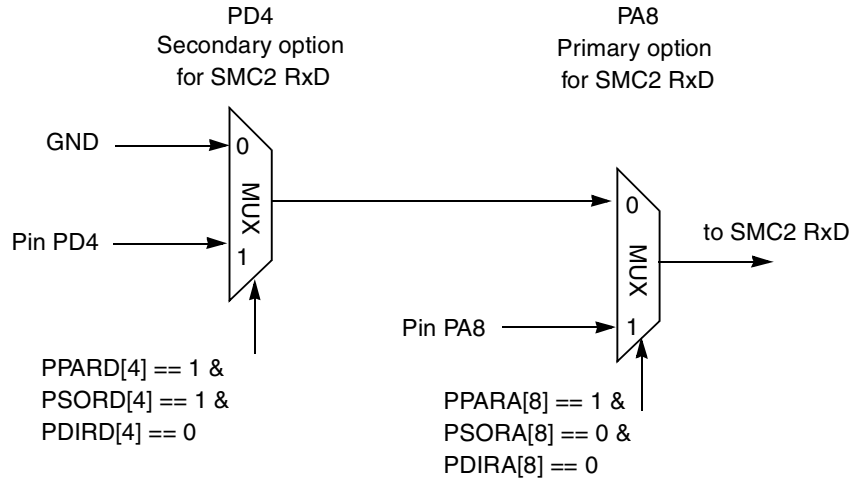 PD4
Secondary option
for SMC2 RxD
PA8
Primary option
for SMC2 RxD
GND
0
MUX
Pin PD4
1
0
to SMC2 RxD
MUX
Pin PA8
1
PPARD[4] == 1 &
PSORD[4] == 1 &
PDIRD[4] == 0
PPARA[8] == 1 &
PSORA[8] == 0 &
PDIRA[8] == 0